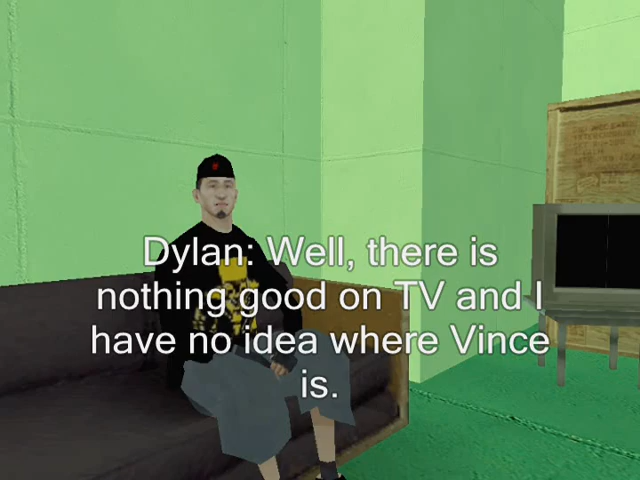 Dylan: Well, there is
nothing good on TV and I
have no idea where Vince
is.